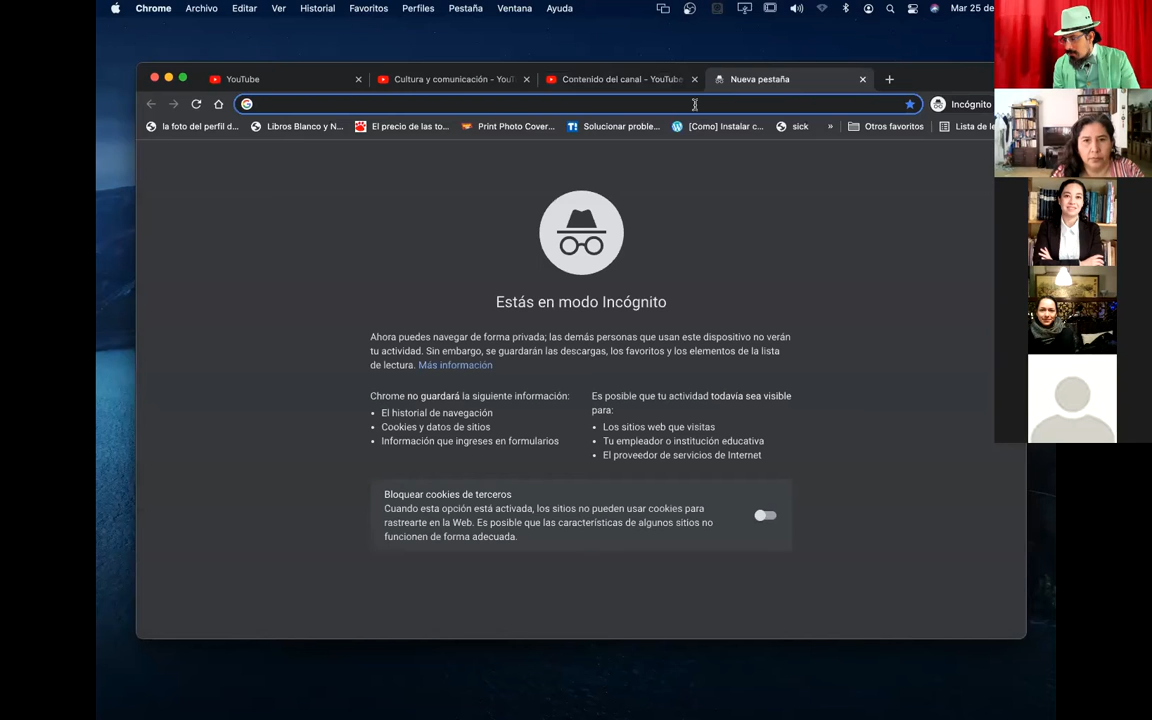 Chrome Archivo Editar Ver Historial Favoritos Perfiles Pestaña Ventana Ayuda Mar 25 de
YouTube Cultura y comunicación - YouT Contenido del canal - YouTube Nueva pestaña
Incógnito
la foto del perfil d... Libros Blanco y N... El precio de las to... Print Photo Cover... Solucionar proble... [Como] Instalar c... sick » Otros favoritos Lista de le
Estás en modo Incógnito
Ahora puedes navegar de forma privada; las demás personas que usan este dispositivo no verán
tu actividad. Sin embargo, se guardarán las descargas, los favoritos y los elementos de la lista
de lectura. Más información
Chrome no guardará la siguiente información:
El historial de navegación
Cookies y datos de sitios
Información que ingreses en formularios
Es posible que tu actividad todavía sea visible
para:
Los sitios web que visitas
Tu empleador o institución educativa
El proveedor de servicios de Internet
Bloquear cookies de terceros
Cuando esta opción está activada, los sitios no pueden usar cookies para
rastrearte en la Web. Es posible que las características de algunos sitios no
funcionen de forma adecuada.